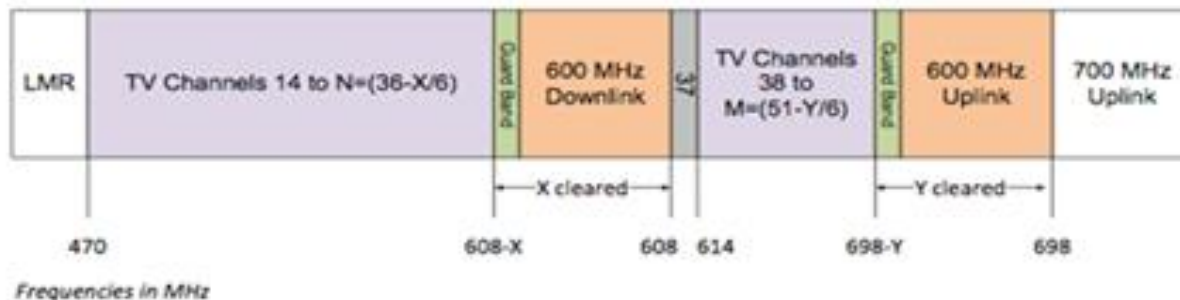 LMR
TV Channels 14 to N=(36-X/6)
Guard Band
600 MHz
Downlink
37
TV Channels
38 to
M=(51-Y/6)
Guard Band
600 MHz
Uplink
700 MHz
Uplink
X cleared
Y cleared
470
608-X
608
614
698-Y
698
Frequencies in MHz